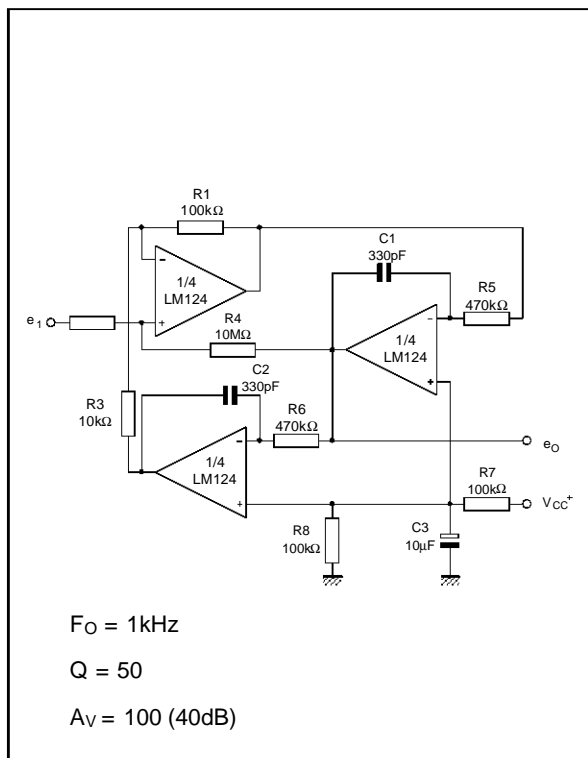 R1
100kΩ
C1
330pF
1/4
LM124
R5
470kΩ
e1
R4
10MΩ
1/4
LM124
C2
330pF
R3
10kΩ
R6
470kΩ
1/4
LM124
eO
R7
100kΩ
VCC+
R8
100kΩ
C3
10µF
FO = 1kHz
Q = 50
AV = 100 (40dB)